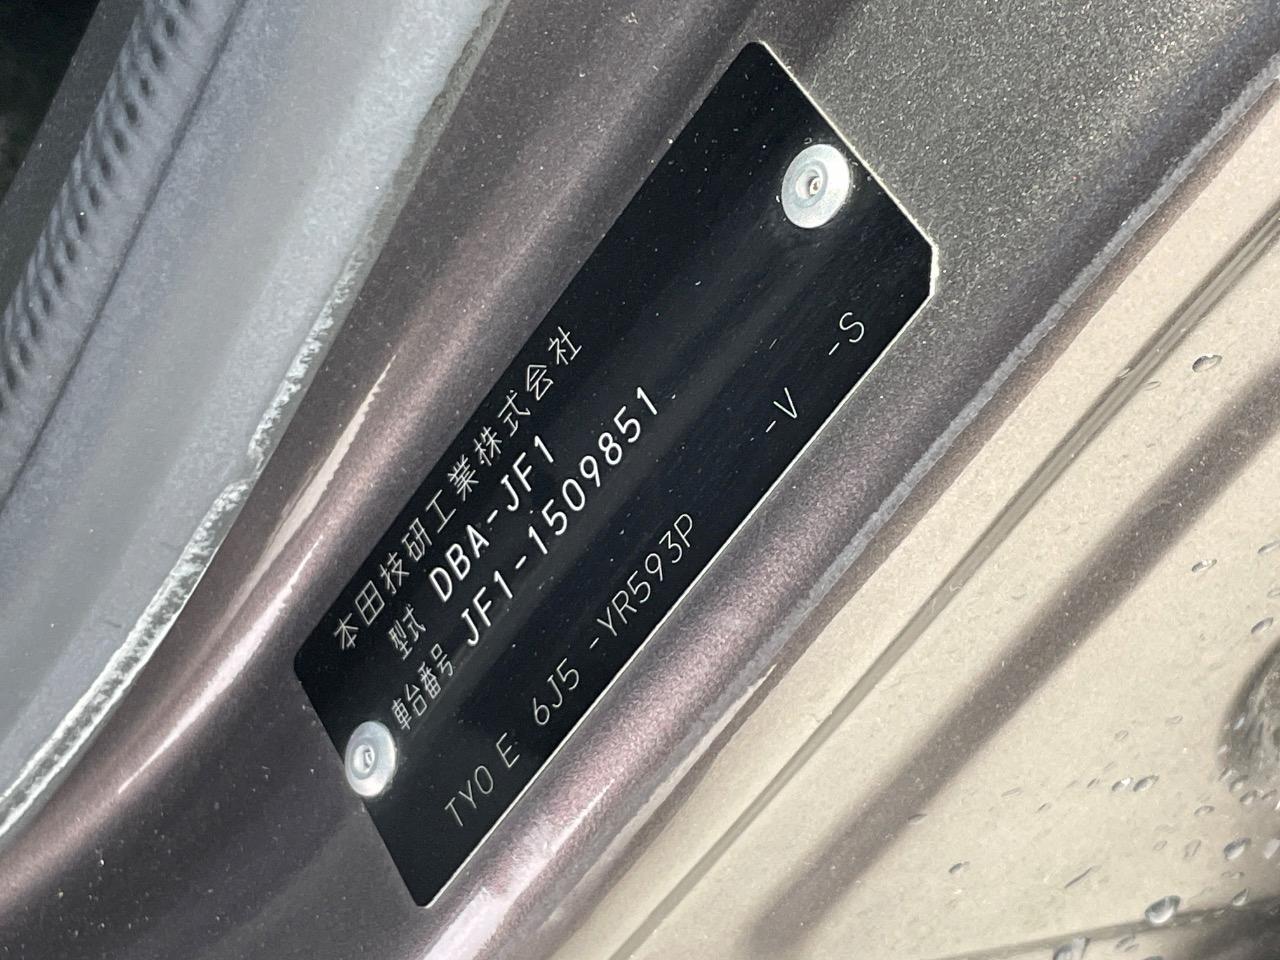 本田技研工業株式会社
型式 DBA-JF1
車台番号 JF1-1509851
TY0 E 6J5 -YR593P -V -S